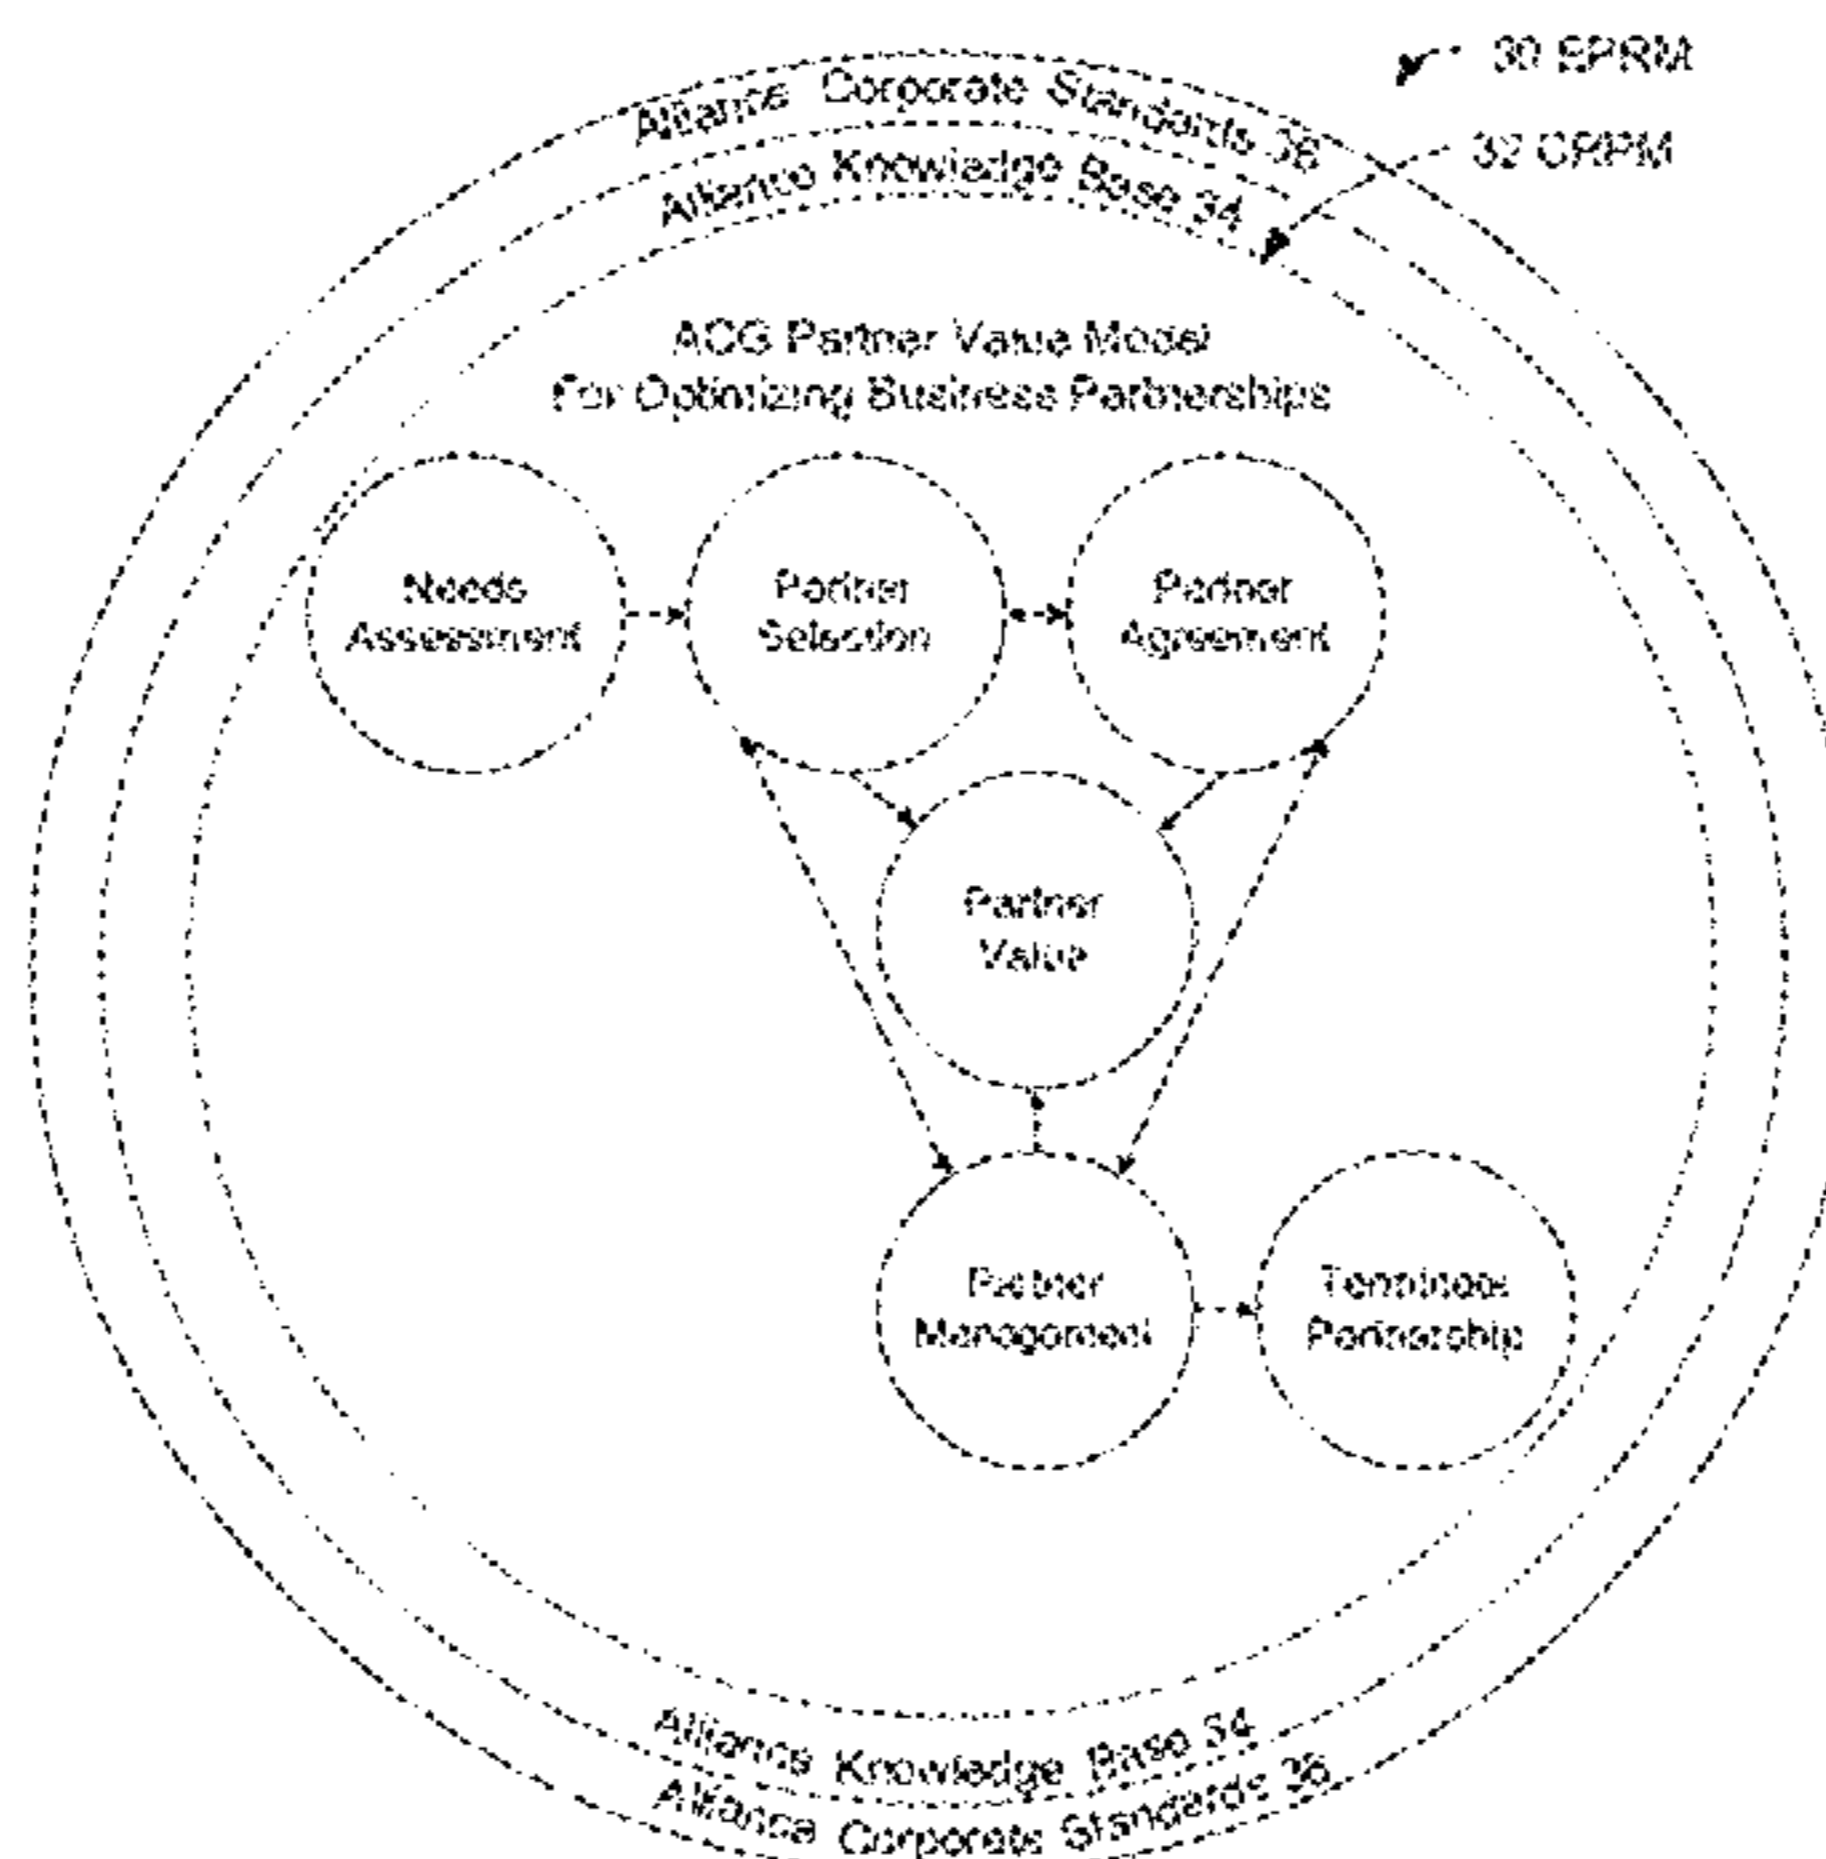 30 EPRM
Alliance Corporate Standards 36
32 CRPM
Alliance Knowledge Base 34
ACG Partner Value Model
For Optimizing Business Partnerships
Needs
Assessment
Partner
Selection
Partner
Agreement
Partner
Value
Partner
Management
Partnership
Alliance Knowledge Base 34
Alliance Corporate Standards 36